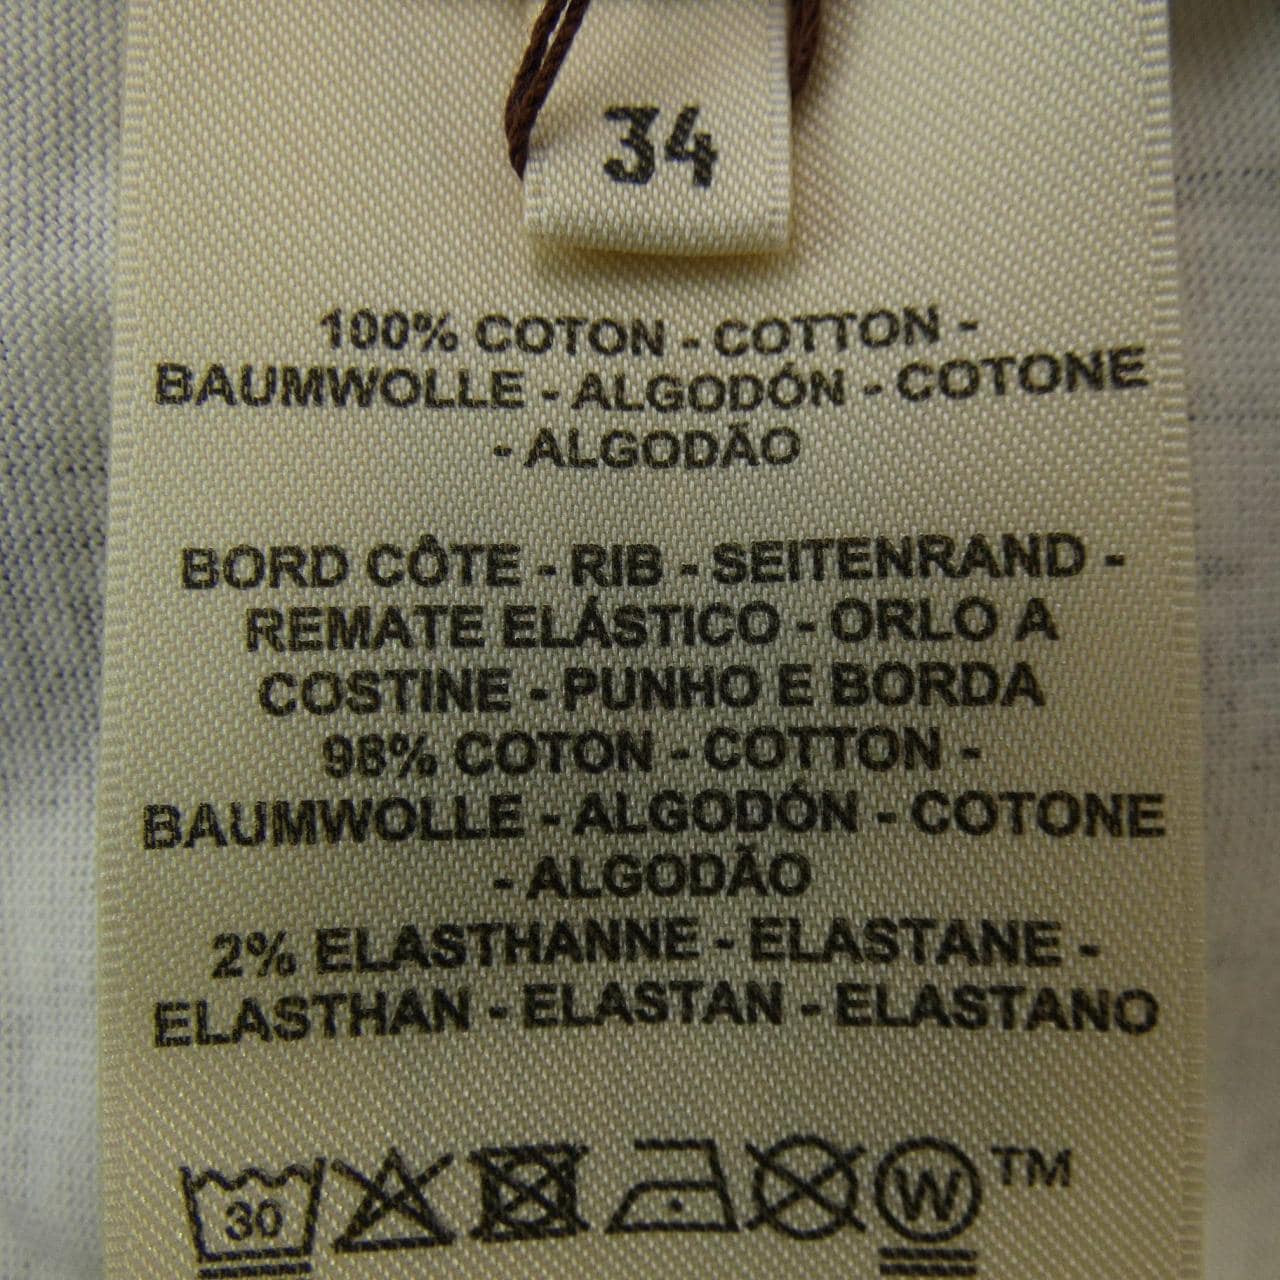 34
100% COTON - COTTON -
BAUMWOLLE - ALGODÓN - COTONE
- ALGODÃO
BORD CÔTE - RIB - SEITENRAND -
REMATE ELÁSTICO - ORLO A
COSTINE - PUNHO E BORDA
98% COTON - COTTON -
BAUMWOLLE - ALGODÓN - COTONE
- ALGODÃO
2% ELASTHANNE - ELASTANE -
ELASTHAN - ELASTAN - ELASTANO
30 W TM